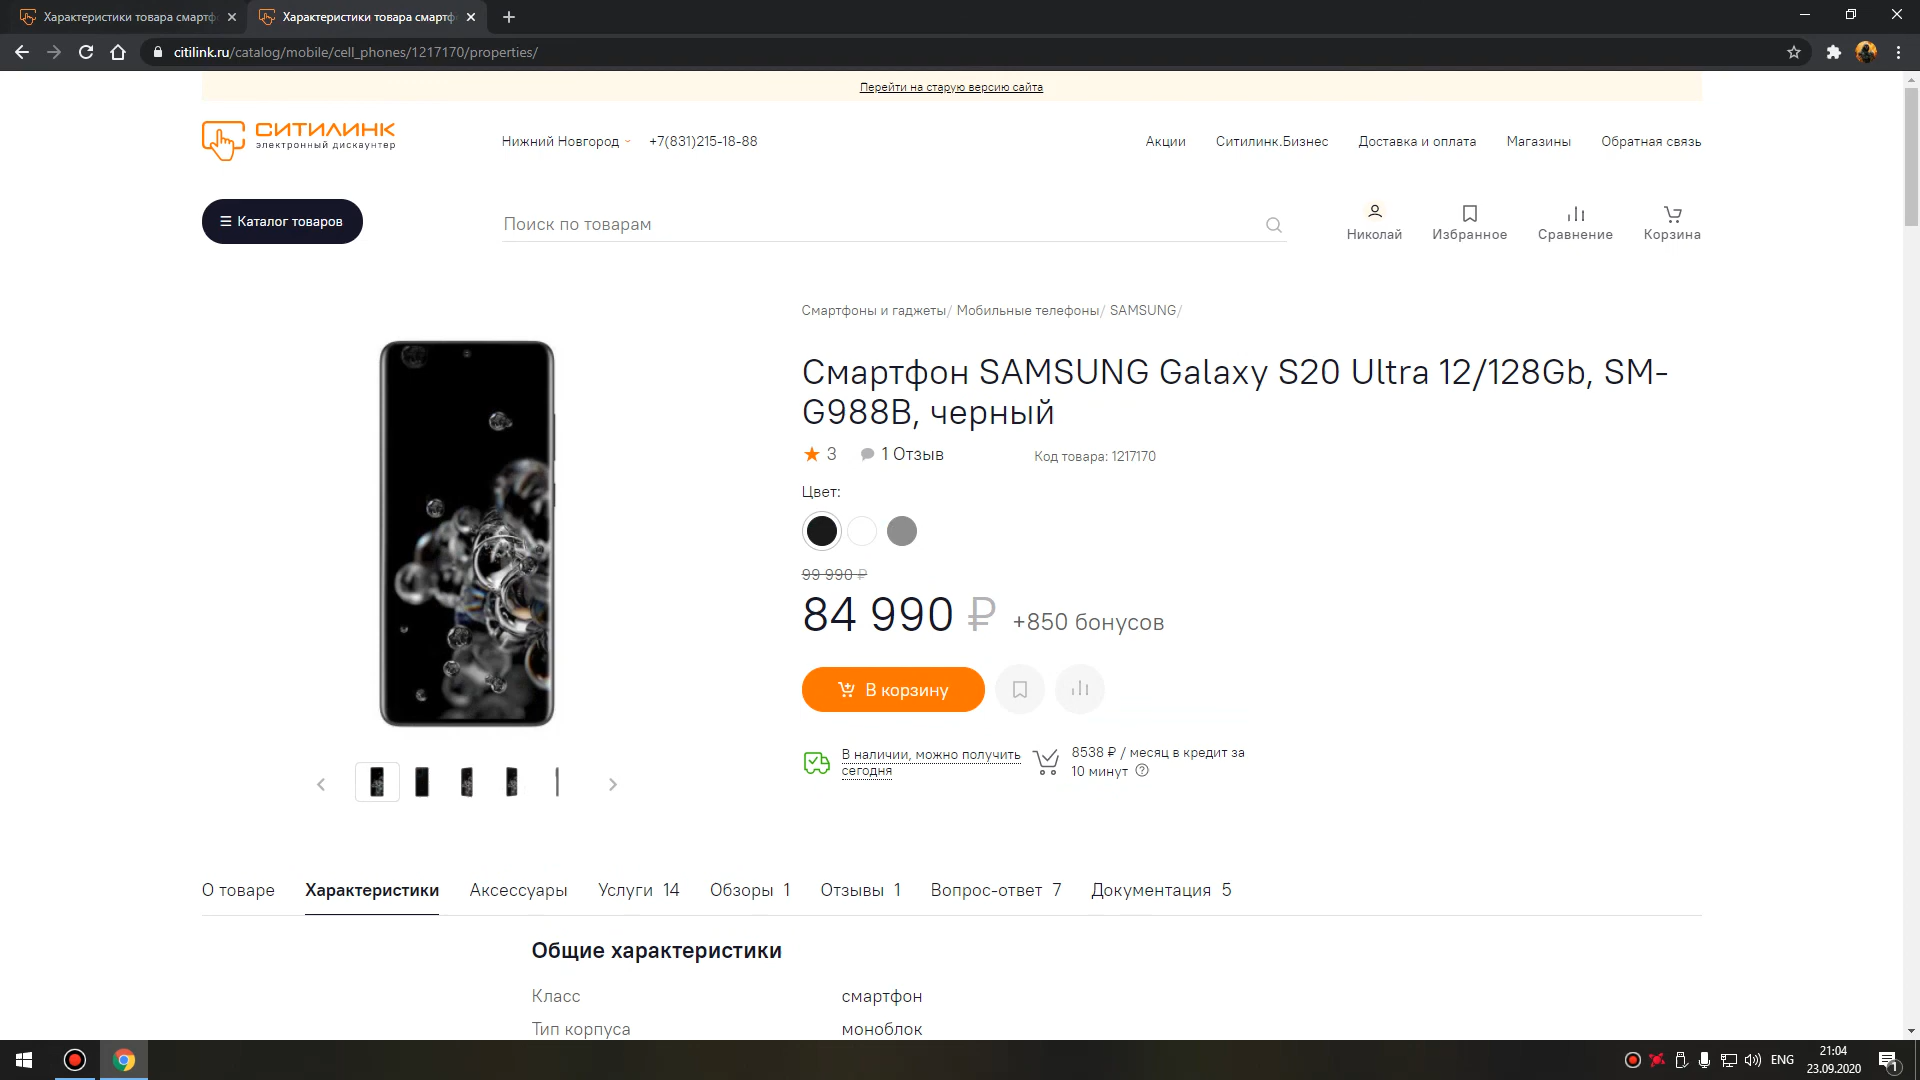 Характеристики товара смартф
Характеристики товара смартф
citilink.ru/catalog/mobile/cell_phones/1217170/properties/
Перейти на старую версию сайта
СИТИЛИНК
электронный дискаунтер
Нижний Новгород
+7(831)215-18-88
Акции
Ситилинк.Бизнес
Доставка и оплата
Магазины
Обратная связь
Каталог товаров
Поиск по товарам
Николай
Избранное
Сравнение
Корзина
Смартфоны и гаджеты/ Мобильные телефоны/ SAMSUNG/
Смартфон SAMSUNG Galaxy S20 Ultra 12/128Gb, SM-
G988B, черный
3
1 Отзыв
Код товара: 1217170
Цвет:
99 990 ₽
84 990 ₽ +850 бонусов
В корзину
В наличии, можно получить
сегодня
8538 ₽ / месяц в кредит за
10 минут
О товаре
Характеристики
Аксессуары
Услуги 14
Обзоры 1
Отзывы 1
Вопрос-ответ 7
Документация 5
Общие характеристики
Класс
смартфон
Тип корпуса
моноблок
ENG
21:04
23.09.2020
1